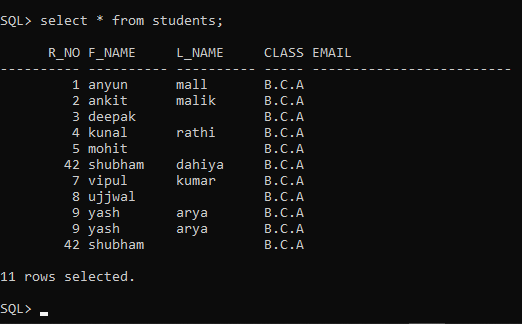 SQL> select * from students;
      R_NO F_NAME     L_NAME     CLASS EMAIL
---------- ---------- ---------- ----- -------------------------
         1 anyun      mall       B.C.A
         2 ankit      malik      B.C.A
         3 deepak                B.C.A
         4 kunal      rathi      B.C.A
         5 mohit                 B.C.A
        42 shubham    dahiya     B.C.A
         7 vipul      kumar      B.C.A
         8 ujjwal                B.C.A
         9 yash       arya       B.C.A
         9 yash       arya       B.C.A
        42 shubham               B.C.A
11 rows selected.
SQL>